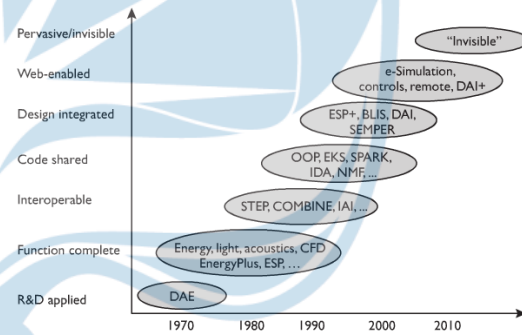 Pervasive/invisible
"Invisible"
Web-enabled
e-Simulation,
controls, remote, DAI+
Design integrated
ESP+, BLIS, DAI,
SEMPER
Code shared
OOP, EKS, SPARK,
IDA, NMF, ...
Interoperable
STEP, COMBINE, IAI, ...
Function complete
Energy, light, acoustics, CFD
EnergyPlus, ESP, ...
R&D applied
DAE
1970 1980 1990 2000 2010